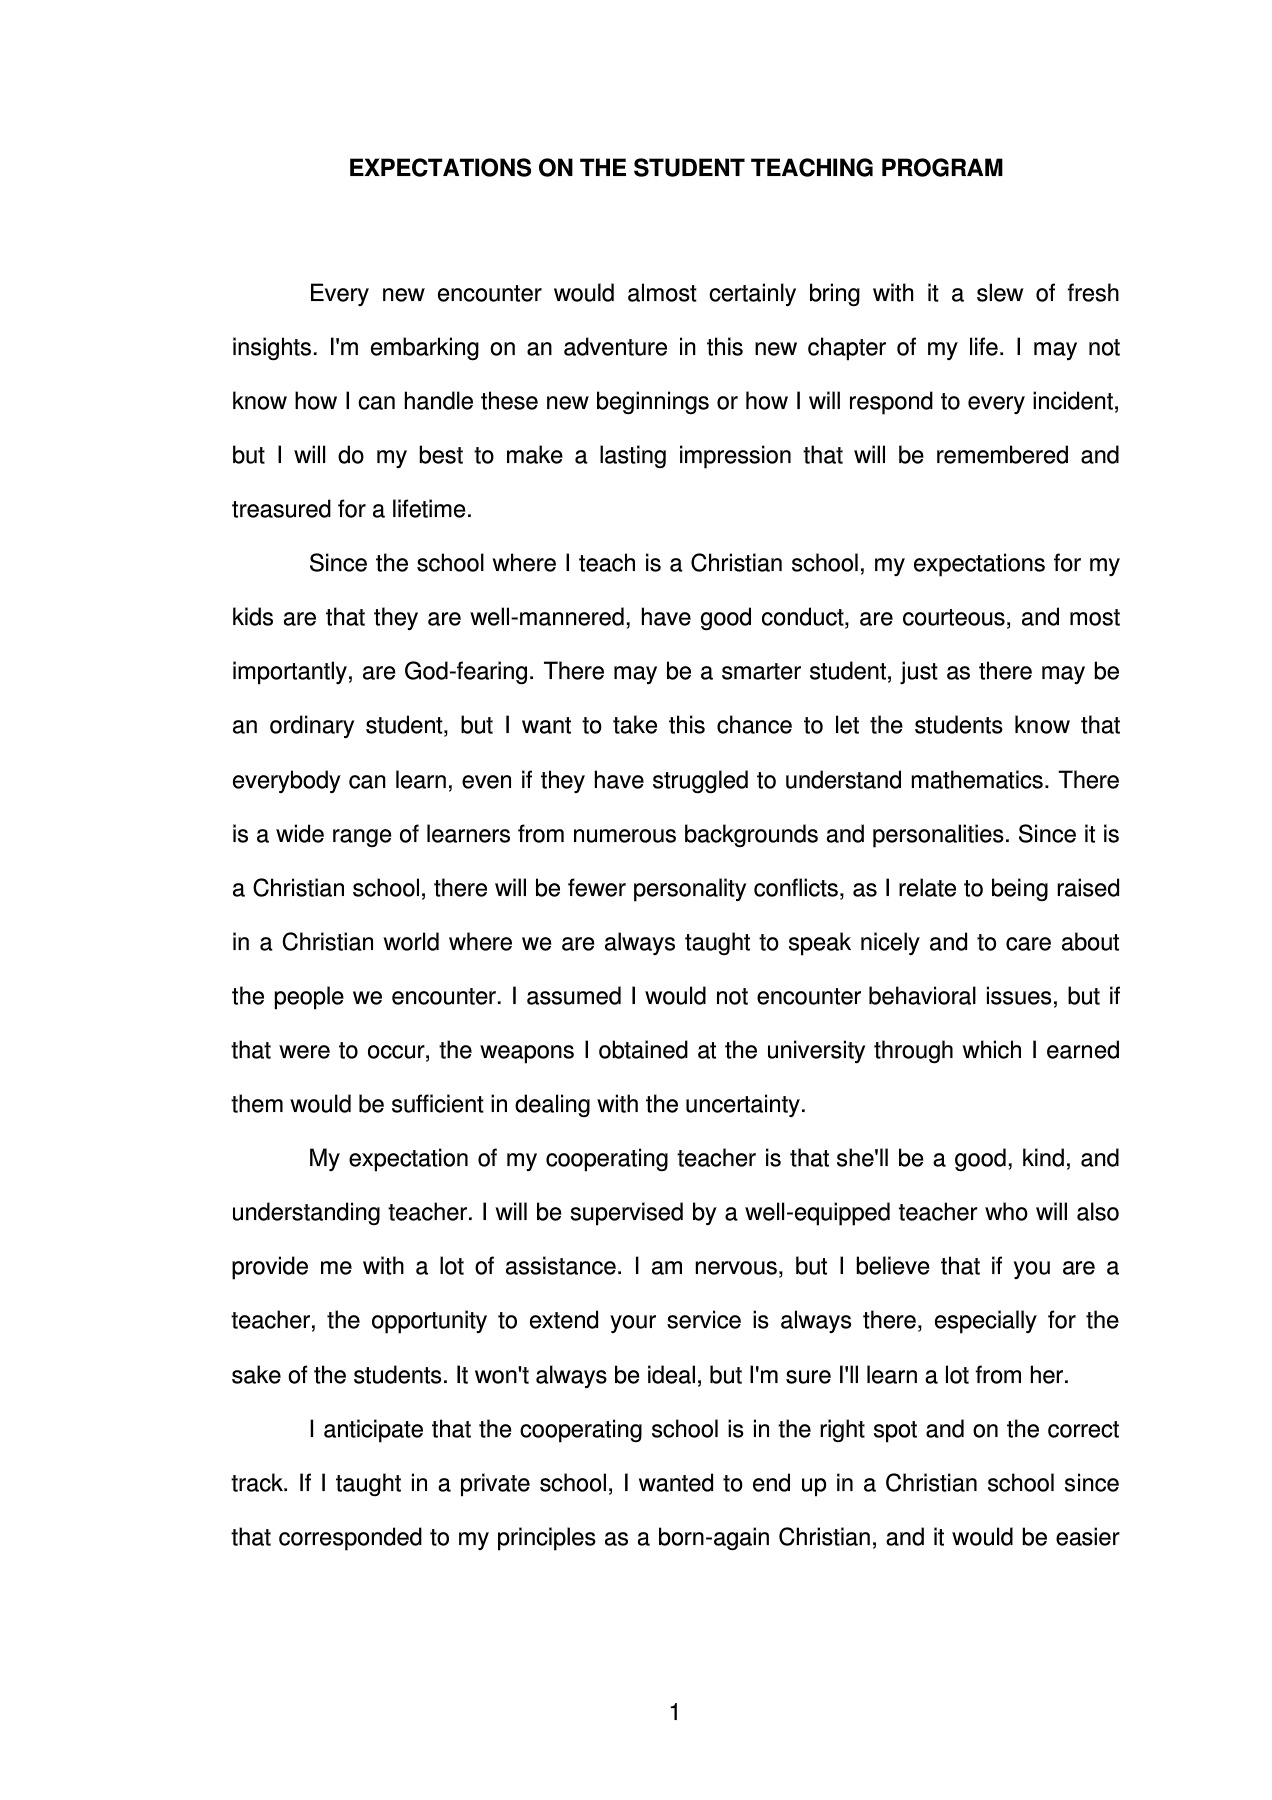 EXPECTATIONS ON THE STUDENT TEACHING PROGRAM
Every new encounter would almost certainly bring with it a slew of fresh
insights. I'm embarking on an adventure in this new chapter of my life. I may not
know how I can handle these new beginnings or how I will respond to every incident,
but I will do my best to make a lasting impression that will be remembered and
treasured for a lifetime.
Since the school where I teach is a Christian school, my expectations for my
kids are that they are well-mannered, have good conduct, are courteous, and most
importantly, are God-fearing. There may be a smarter student, just as there may be
an ordinary student, but I want to take this chance to let the students know that
everybody can learn, even if they have struggled to understand mathematics. There
is a wide range of learners from numerous backgrounds and personalities. Since it is
a Christian school, there will be fewer personality conflicts, as I relate to being raised
in a Christian world where we are always taught to speak nicely and to care about
the people we encounter. I assumed I would not encounter behavioral issues, but if
that were to occur, the weapons I obtained at the university through which I earned
them would be sufficient in dealing with the uncertainty.
My expectation of my cooperating teacher is that she'll be a good, kind, and
understanding teacher. I will be supervised by a well-equipped teacher who will also
provide me with a lot of assistance. I am nervous, but I believe that if you are a
teacher, the opportunity to extend your service is always there, especially for the
sake of the students. It won't always be ideal, but I'm sure I'll learn a lot from her.
I anticipate that the cooperating school is in the right spot and on the correct
track. If I taught in a private school, I wanted to end up in a Christian school since
that corresponded to my principles as a born-again Christian, and it would be easier
1